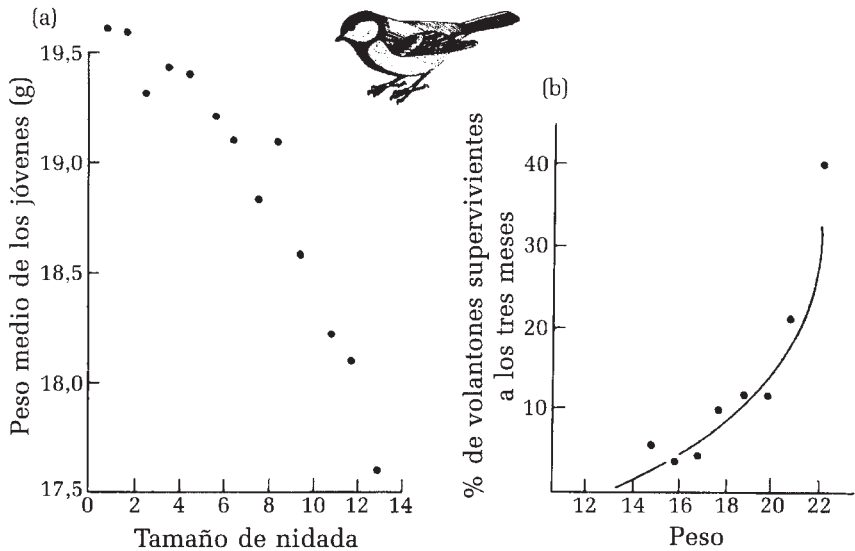 (a)
Peso medio de los jóvenes (g)
19,5
19,0
18,5
18,0
17,5
0 2 4 6 8 10 12 14
Tamaño de nidada
(b)
% de volantones supervivientes
a los tres meses
40
30
20
10
12 14 16 18 20 22
Peso